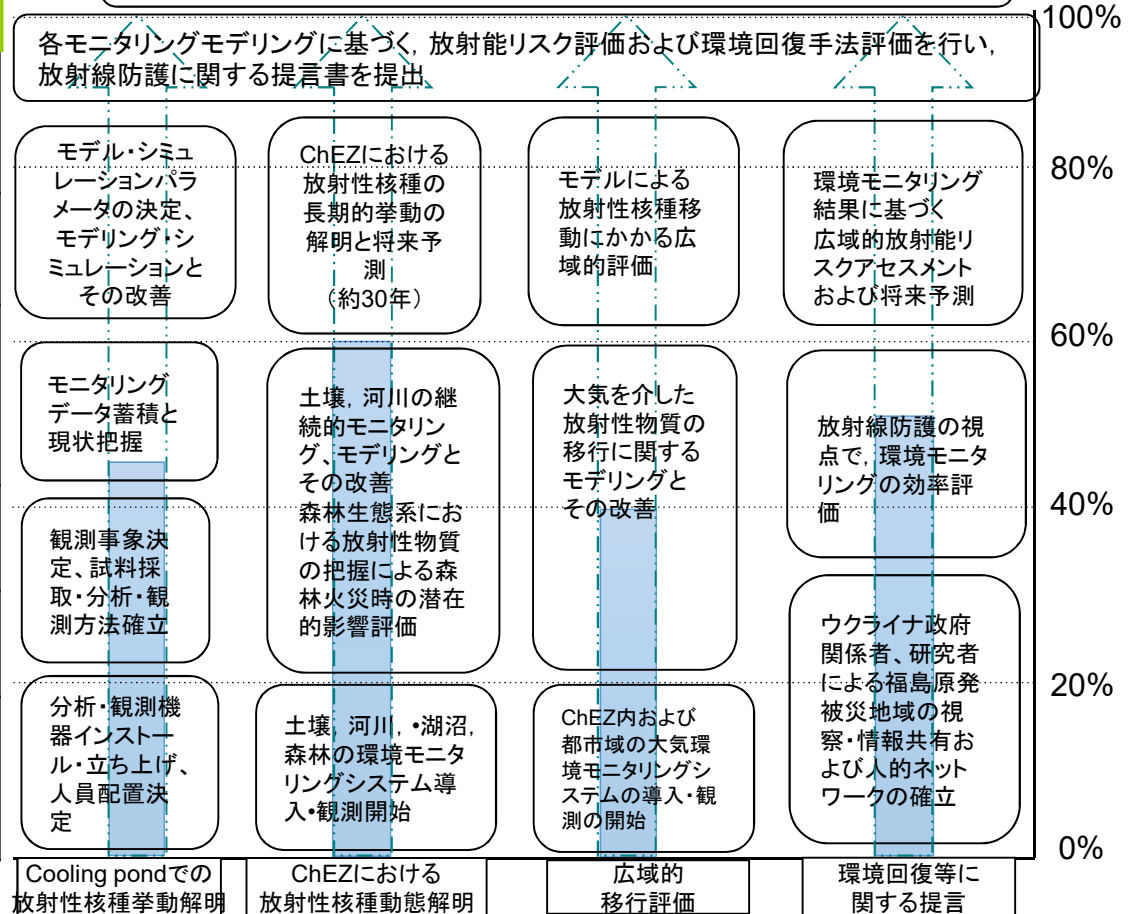 100%
各モニタリングモデリングに基づく, 放射能リスク評価および環境回復手法評価を行い,
放射線防護に関する提言書を提出
モデル・シミュ
レーションパラ
メータの決定、
モデリング・シ
ミュレーションと
その改善
ChEZにおける
放射性核種の
長期的挙動の
解明と将来予
測
（約30年）
モデルによる
放射性核種移
動にかかる広
域的評価
環境モニタリング
結果に基づく
広域的放射能リ
スクアセスメント
および将来予測
80%
60%
モニタリング
データ蓄積と
現状把握
観測事象決
定、試料採
取・分析・観
測方法確立
土壌, 河川の継
続的モニタリン
グ、モデリングと
その改善
森林生態系にお
ける放射性物質
の把握による森
林火災時の潜在
的影響評価
大気を介した
放射性物質の
移行に関する
モデリングと
その改善
放射線防護の視
点で, 環境モニタ
リングの効率評
価
40%
分析・観測機
器インストー
ル・立ち上げ、
人員配置決
定
土壌, 河川, •湖沼,
森林の環境モニタ
リングシステム導
入•観測開始
ChEZ内および
都市域の大気環
境モニタリングシ
ステムの導入・観
測の開始
ウクライナ政府
関係者、研究者
による福島原発
被災地域の視
察・情報共有お
よび人的ネット
ワークの確立
20%
0%
Cooling pondでの
放射性核種挙動解明
ChEZにおける
放射性核種動態解明
広域的
移行評価
環境回復等に
関する提言